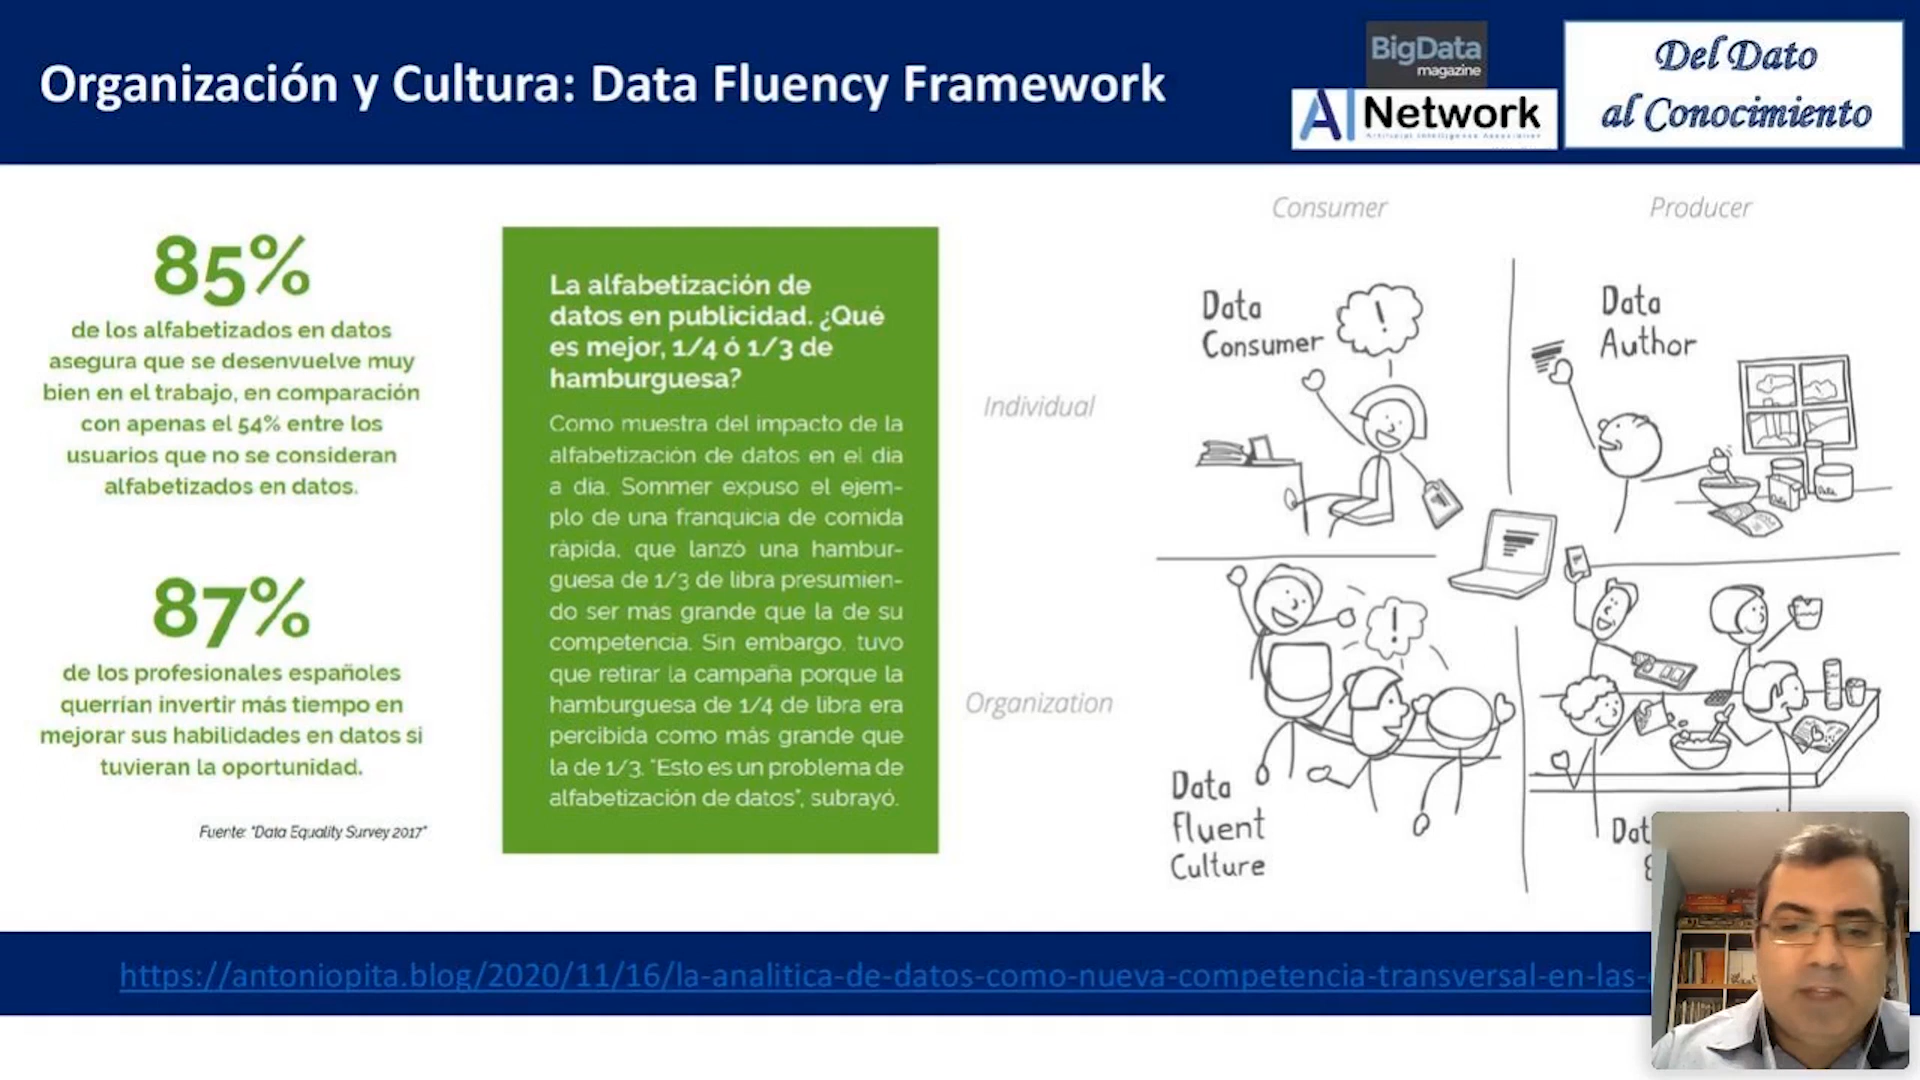 Organización y Cultura: Data Fluency Framework
BigData
magazine
AI Network
Artificial Intelligence Association
Del Dato
al Conocimiento
85%
de los alfabetizados en datos
asegura que se desenvuelve muy
bien en el trabajo, en comparación
con apenas el 54% entre los
usuarios que no se consideran
alfabetizados en datos.
87%
de los profesionales españoles
querrían invertir más tiempo en
mejorar sus habilidades en datos si
tuvieran la oportunidad.
Fuente: "Data Equality Survey 2017"
La alfabetización de
datos en publicidad. ¿Qué
es mejor, 1/4 ó 1/3 de
hamburguesa?
Como muestra del impacto de la
alfabetización de datos en el día
a día, Sommer expuso el ejem-
plo de una franquicia de comida
rápida, que lanzó una hambur-
guesa de 1/3 de libra presumien-
do ser más grande que la de su
competencia. Sin embargo, tuvo
que retirar la campaña porque la
hamburguesa de 1/4 de libra era
percibida como más grande que
la de 1/3. "Esto es un problema de
alfabetización de datos", subrayó.
Consumer
Producer
Individual
Organization
Data
Consumer
!
Data
Author
Data
Data
!
Data
Fluent
Culture
Dat
https://antoniopita.blog/2020/11/16/la-analitica-de-datos-como-nueva-competencia-transversal-en-las-